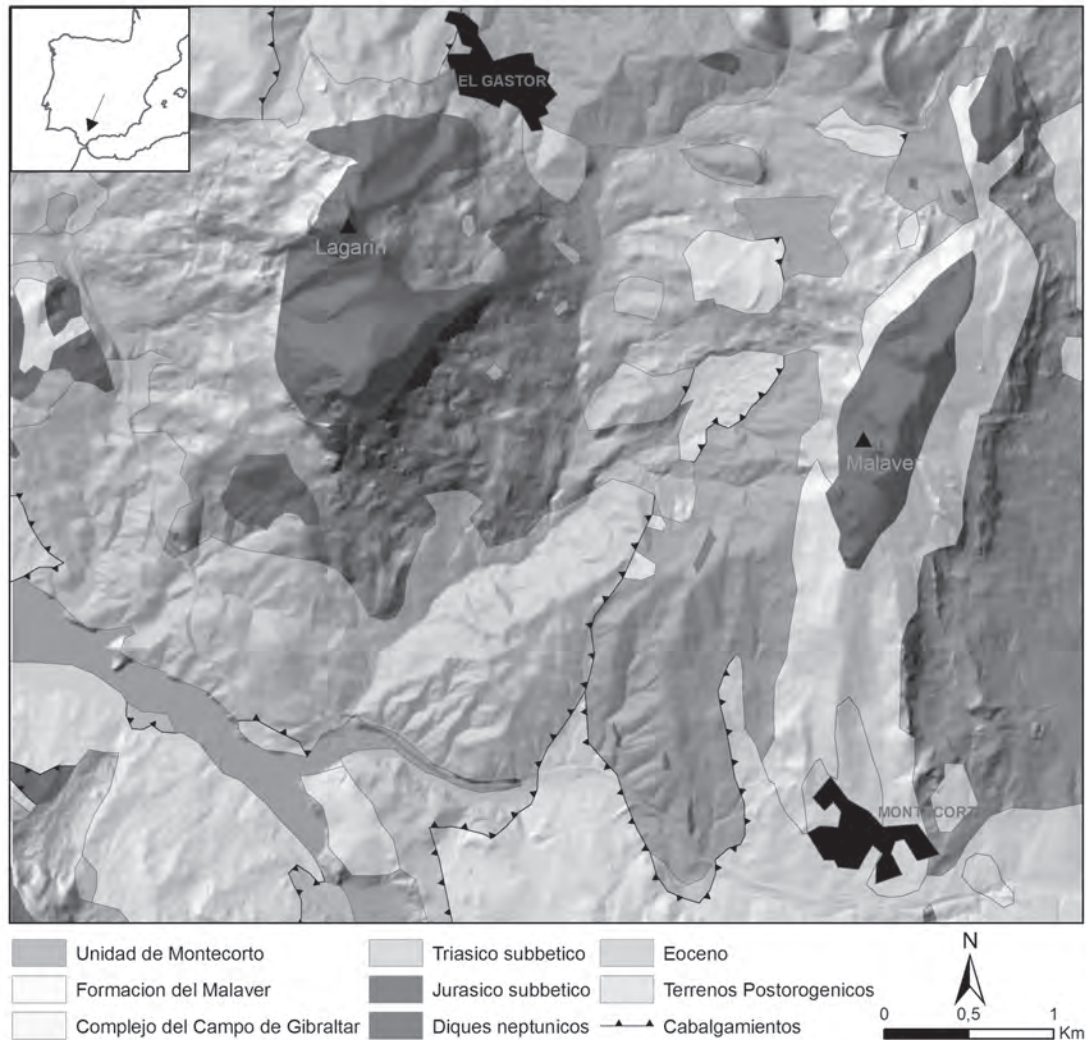 EL GASTOR
Lagarín
Malaver
MONTECORTO
Unidad de Montecorto
Formacion del Malaver
Complejo del Campo de Gibraltar
Triasico subbetico
Jurasico subbetico
Diques neptunicos
Eoceno
Terrenos Postorogenicos
Cabalgamientos
N
0 0,5 1
Km